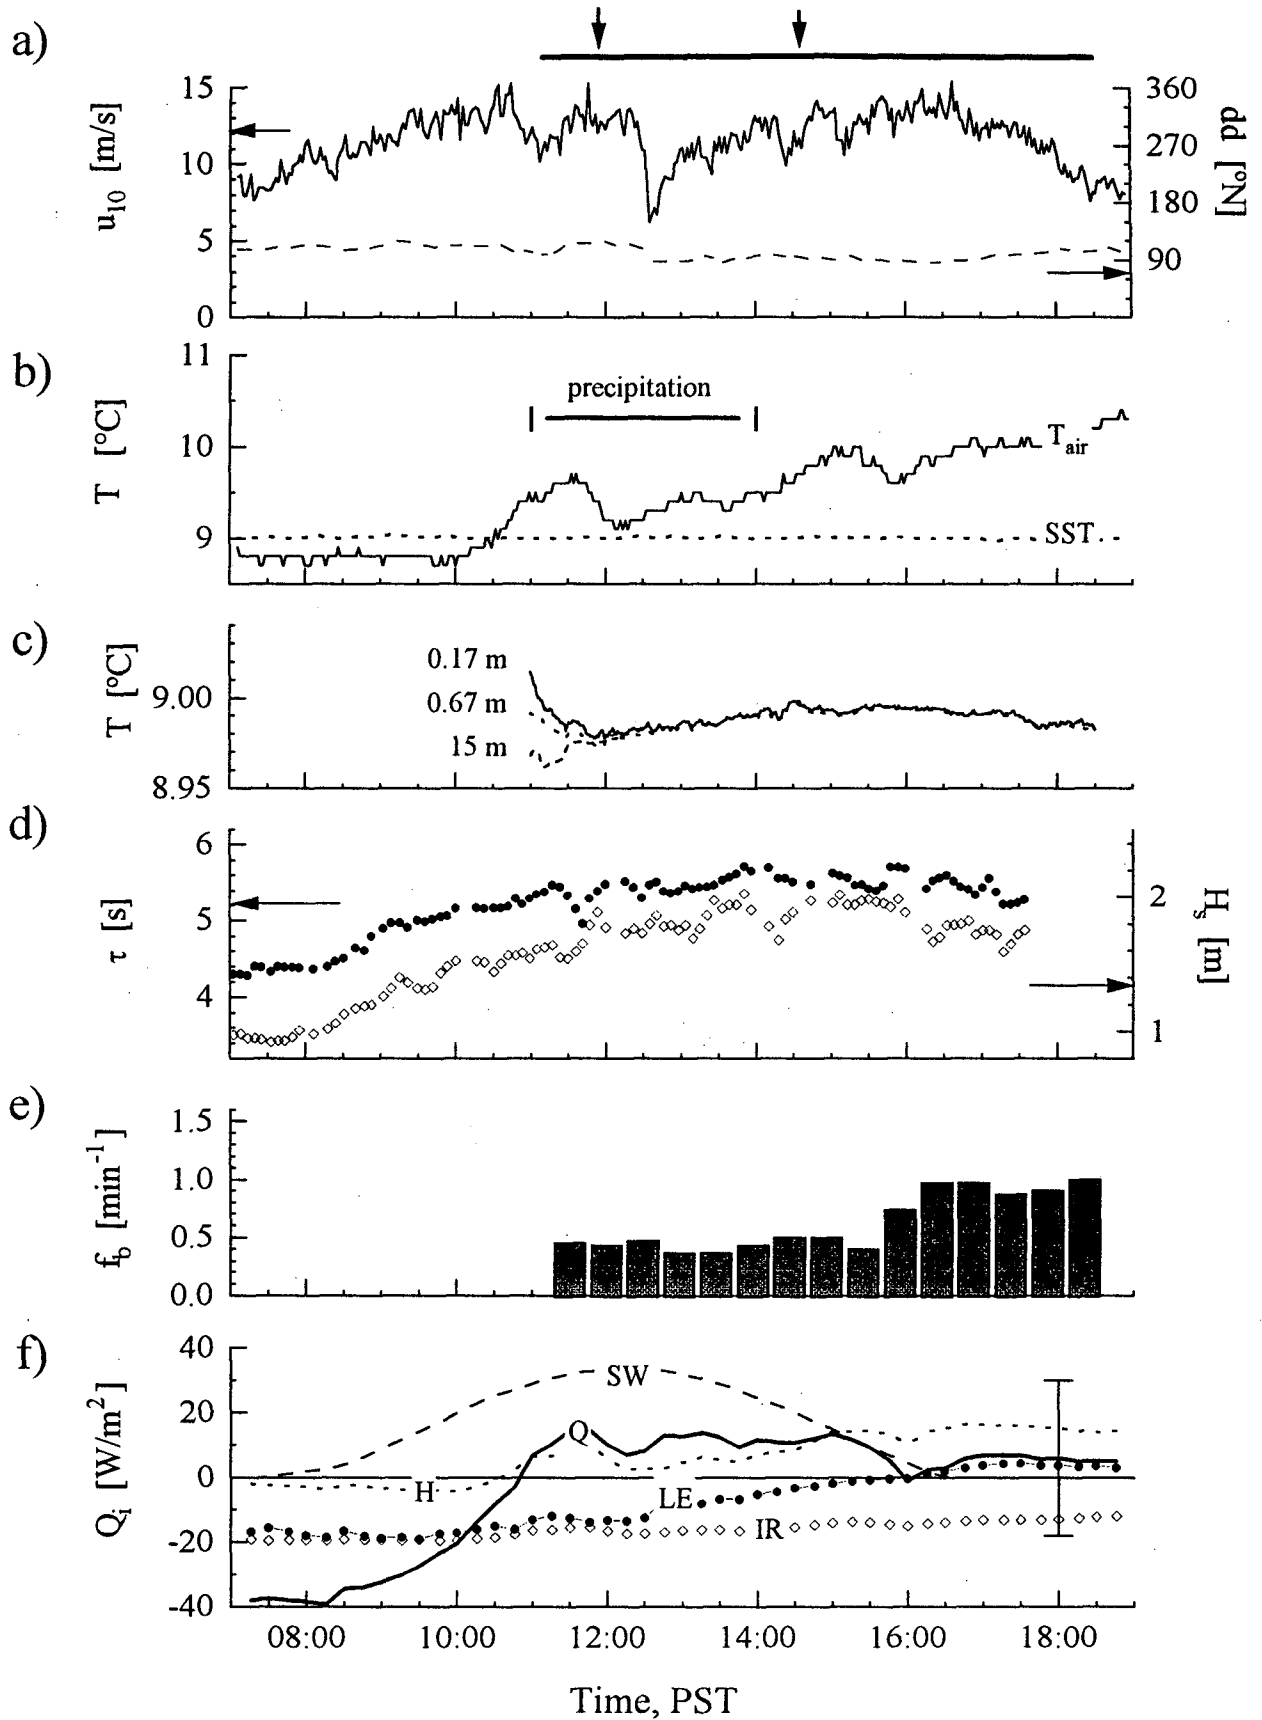 a)
15
10
5
0
u10 [m/s]
360
270
180
90
dd [°N]
b)
11
10
9
T [°C]
precipitation
Tair
SST
c)
9.00
8.95
T [°C]
0.17 m
0.67 m
15 m
d)
6
5
4
τ [s]
2
1
Hs [m]
e)
1.5
1.0
0.5
0.0
fb [min-1]
f)
40
20
0
-20
-40
Qi [W/m2]
SW
Q
H
LE
IR
08:00 10:00 12:00 14:00 16:00 18:00
Time, PST